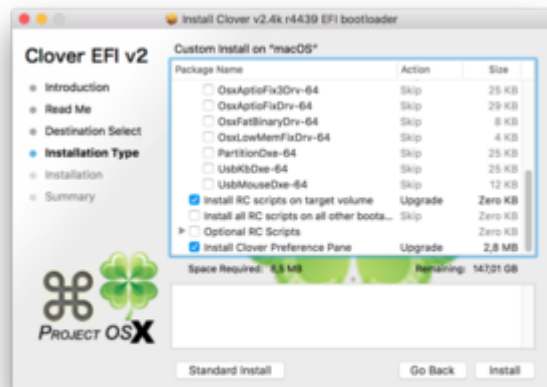 Install Clover v2.4k r4439 EFI bootloader
Clover EFI v2
Custom Install on "macOS"
Package Name Action Size
OsxAptioFix3Drv-64 Skip 25 KB
OsxAptioFixDrv-64 Skip 29 KB
OsxFatBinaryDrv-64 Skip 8 KB
OsxLowMemFixDrv-64 Skip 4 KB
PartitionDxe-64 Skip 25 KB
UsbKbDxe-64 Skip 25 KB
UsbMouseDxe-64 Skip 12 KB
Install RC scripts on target volume Upgrade Zero KB
Install all RC scripts on all other boota... Skip Zero KB
Optional RC Scripts Zero KB
Install Clover Preference Pane Upgrade 2,8 MB
Space Required: 8,5 MB Remaining: 147,01 GB
Introduction
Read Me
Destination Select
Installation Type
Installation
Summary
PROJECT OSX
Standard Install Go Back Install